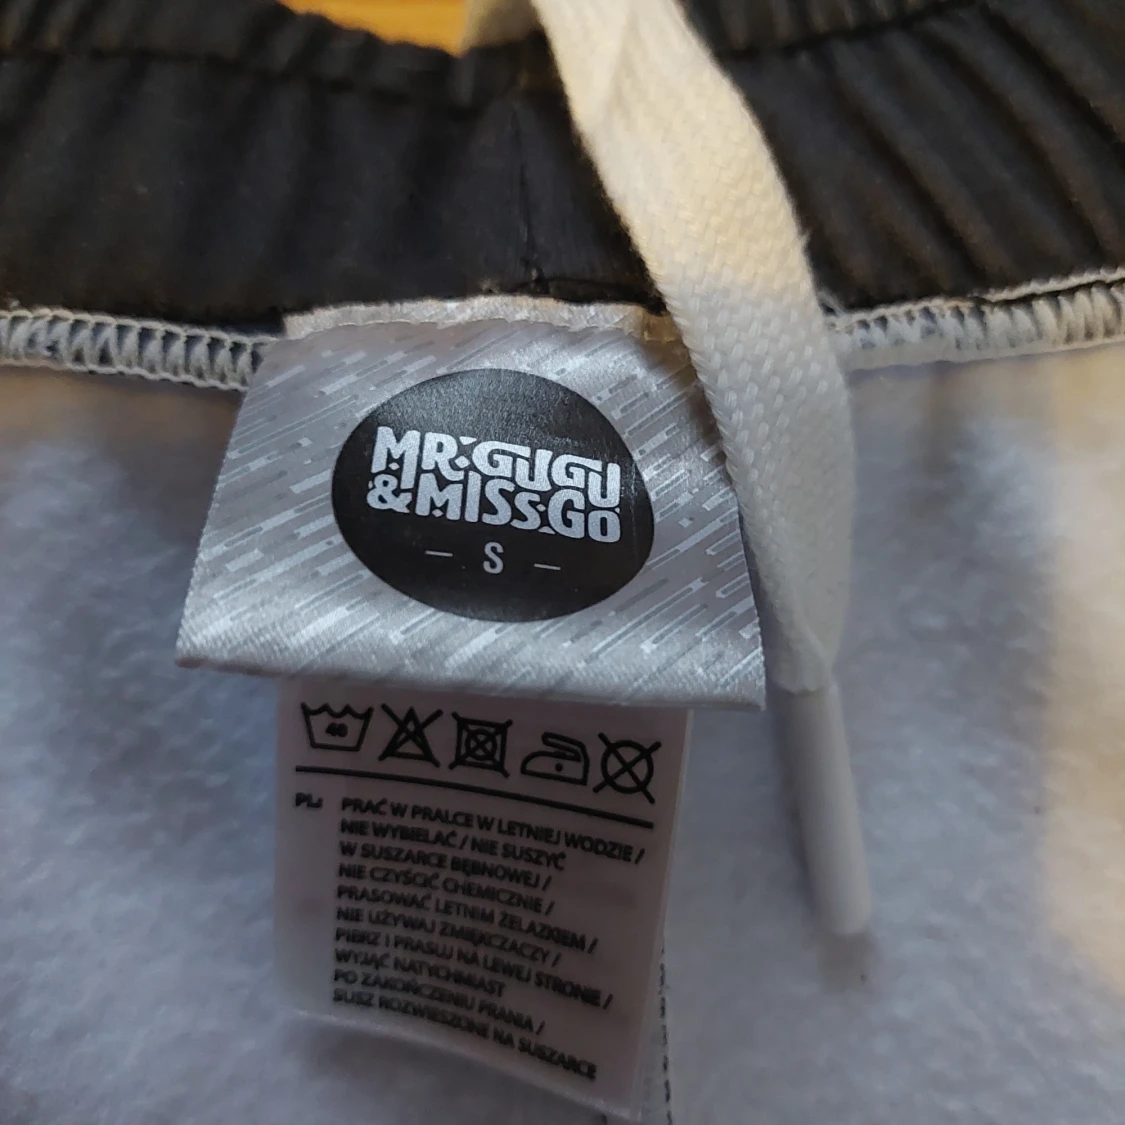 MR.GUGU
&MISS.GO
— S —
40
PL: PRAĆ W PRALCE W LETNIEJ WODZIE /
NIE WYBIELAĆ / NIE SUSZYĆ
W SUSZARCE BĘBNOWEJ /
NIE CZYŚCIĆ CHEMICZNIE /
PRASOWAĆ LETNIM ŻELAZKIEM /
NIE UŻYWAJ ZMIĘKCZACZY /
PIERZ I PRASUJ NA LEWEJ STRONIE /
WYJĄĆ NATYCHMIAST
PO ZAKOŃCZENIU PRANIA /
SUSZ ROZWIESZONE NA SUSZARCE